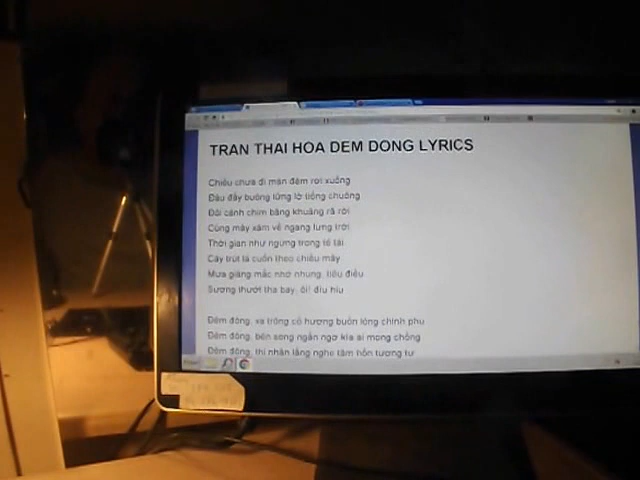 TRAN THAI HOA DEM DONG LYRICS
Chiều chưa đi màn đêm rơi xuống
Đâu đấy buông lững lờ tiếng chuông
Đôi cánh chim bâng khuâng rã rời
Cùng mây xám về ngang lưng trời
Thời gian như ngừng trong tê tái
Cây trút lá cuốn theo chiều mây
Mưa giăng mắc nhớ nhung, tiêu điều
Sương thướt tha bay, ôi! đìu hiu
Đêm đông, xa trông cố hương buồn lòng chinh phu
Đêm đông, bên sông ngẩn ngơ kìa ai mong chồng
Đêm đông, thi nhân lắng nghe tâm hồn tương tư